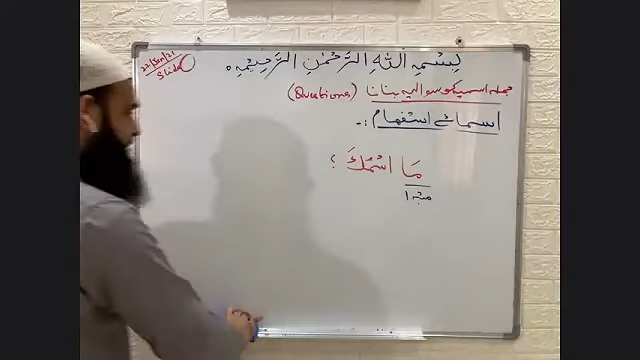 بِسْمِ اللّٰهِ الرَّحْمٰنِ الرَّحِيْمِ
جملہ اسمیہ کو سوالیہ بنانا (Questions)
اسمائے استفہام :-
مَا اسْمُكَ ؟